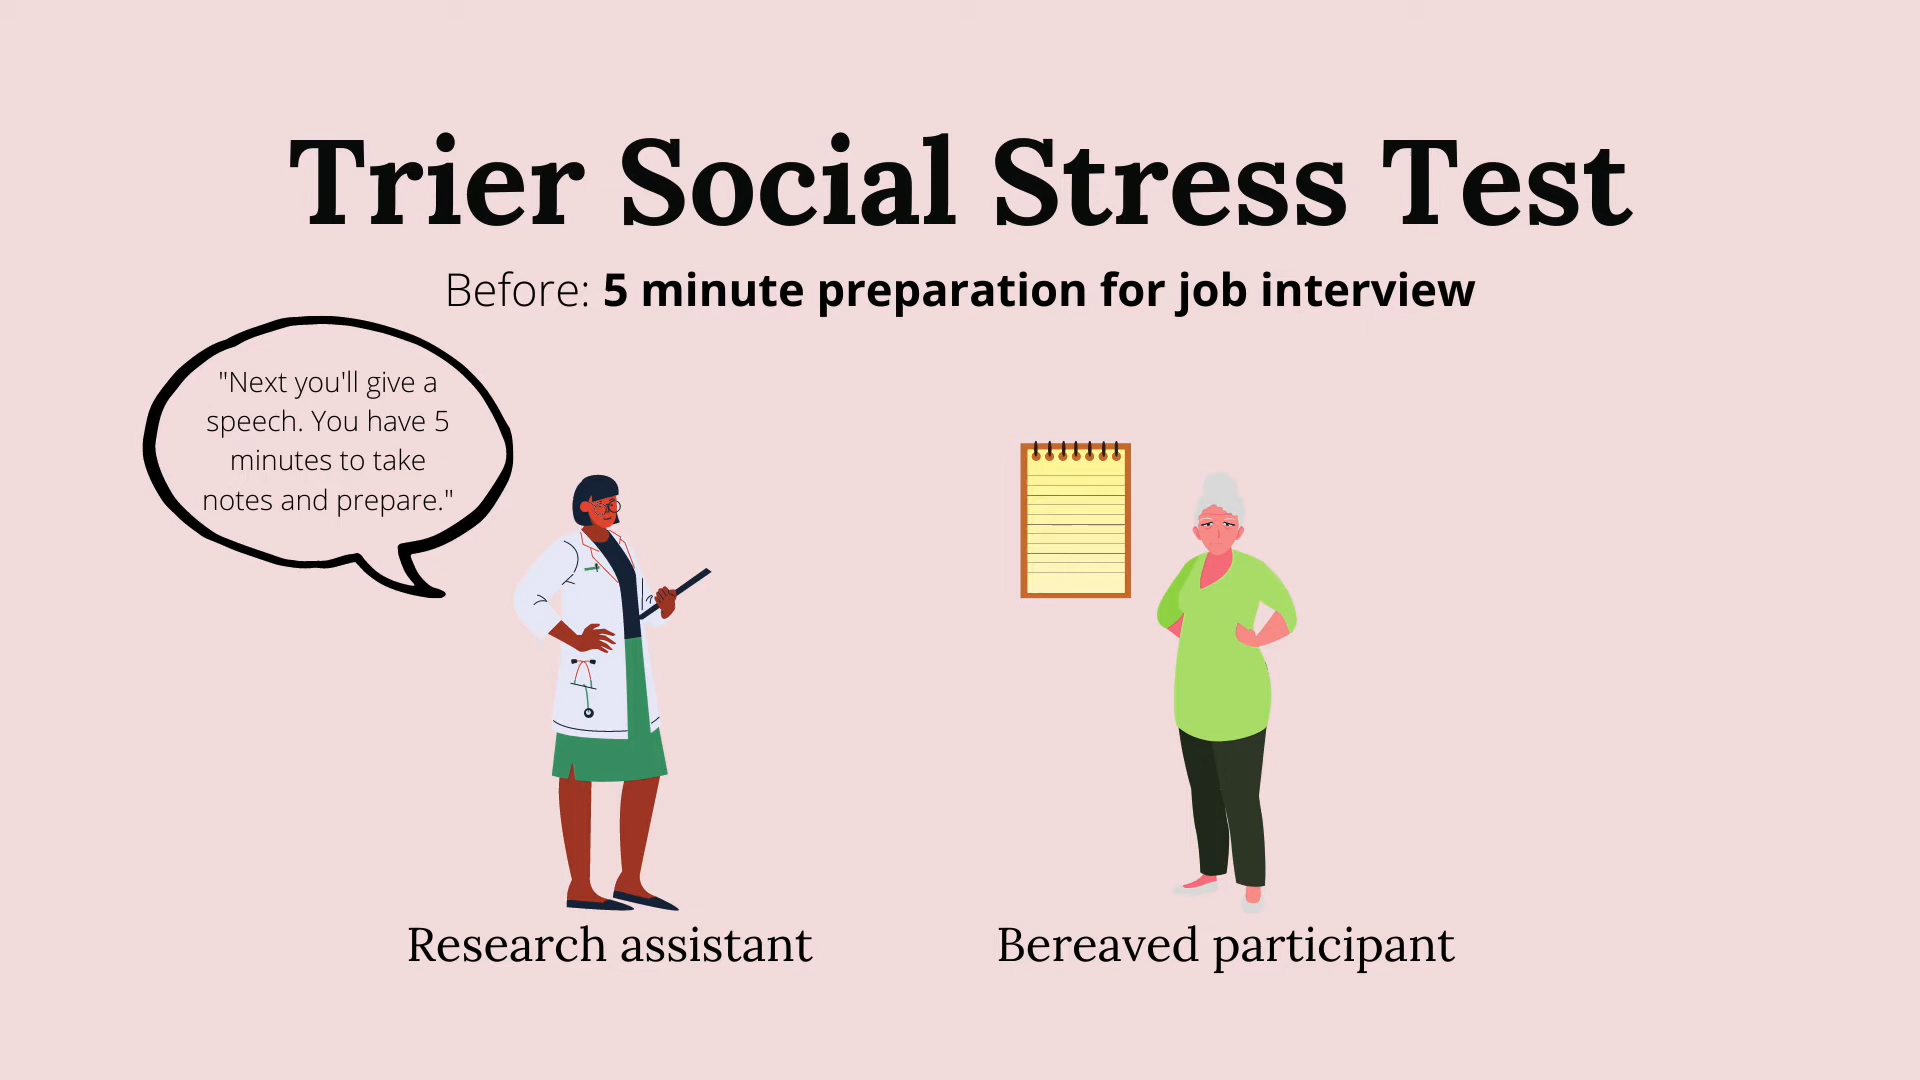 Trier Social Stress Test
Before: 5 minute preparation for job interview
"Next you'll give a
speech. You have 5
minutes to take
notes and prepare."
Research assistant
Bereaved participant